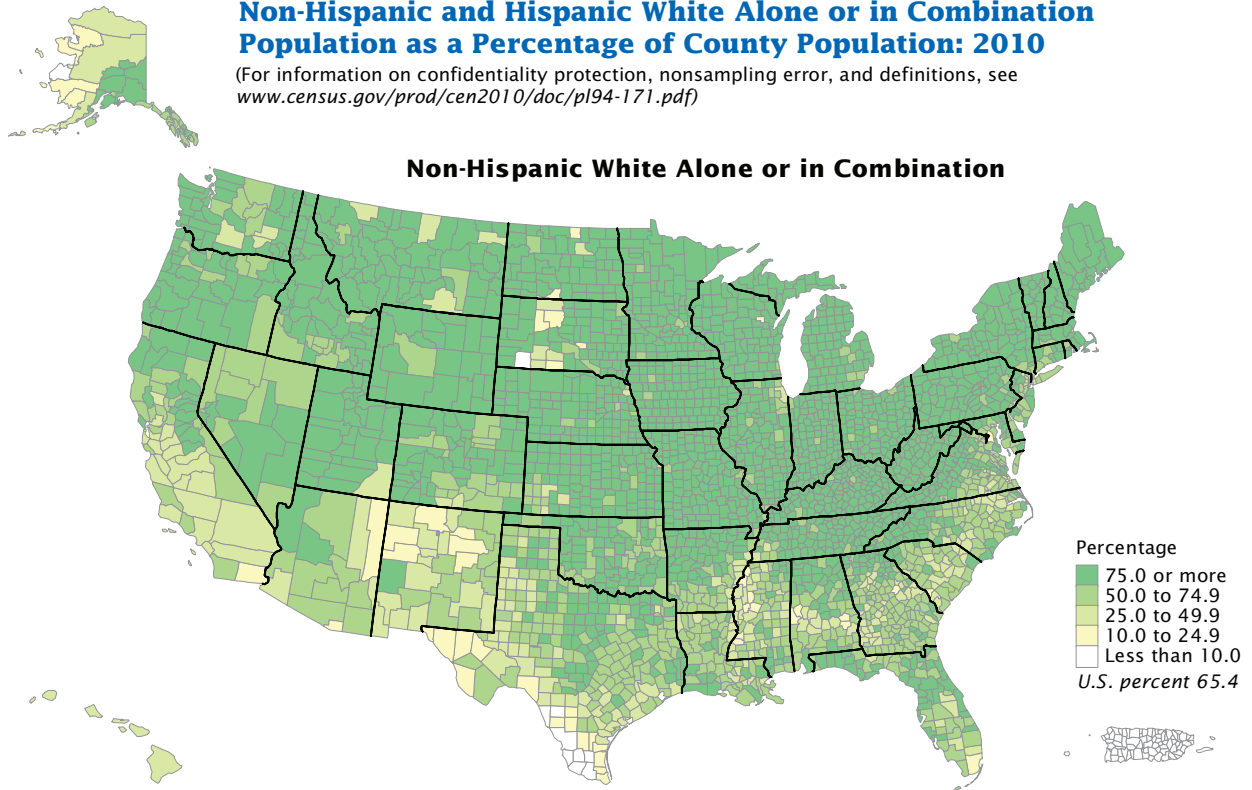 Non-Hispanic and Hispanic White Alone or in Combination
Population as a Percentage of County Population: 2010
(For information on confidentiality protection, nonsampling error, and definitions, see
www.census.gov/prod/cen2010/doc/pl94-171.pdf)
Non-Hispanic White Alone or in Combination
Percentage
75.0 or more
50.0 to 74.9
25.0 to 49.9
10.0 to 24.9
Less than 10.0
U.S. percent 65.4